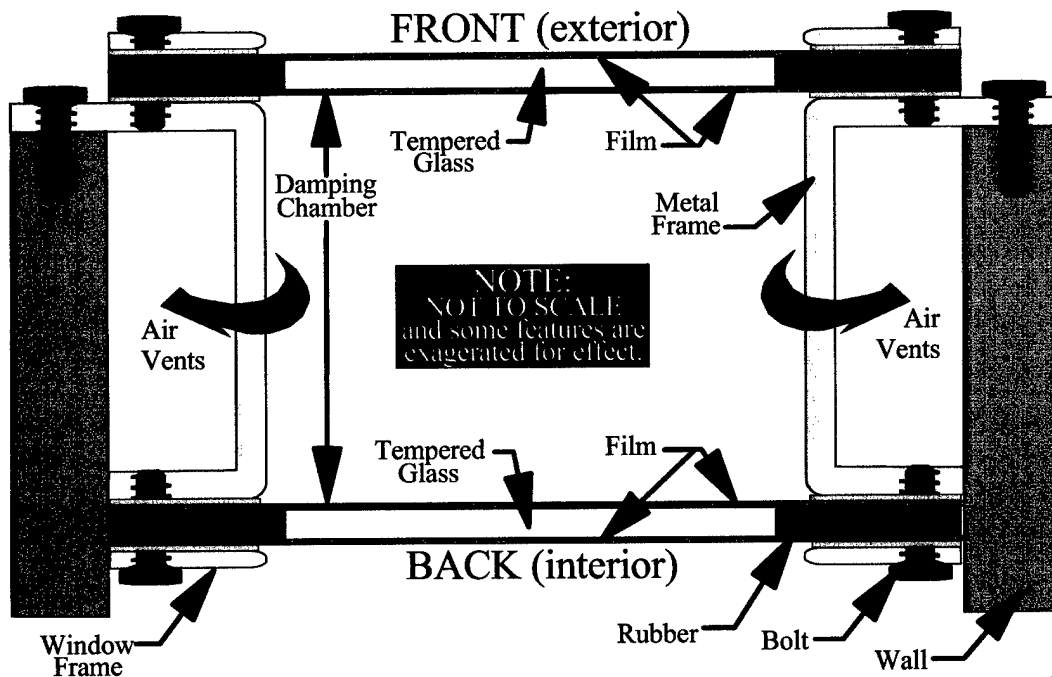 FRONT (exterior)
Tempered
Glass
Film
Damping
Chamber
Metal
Frame
NOTE:
NOT TO SCALE
and some features are
exagerated for effect.
Air
Vents
Air
Vents
Tempered
Glass
Film
BACK (interior)
Window
Frame
Rubber
Bolt
Wall